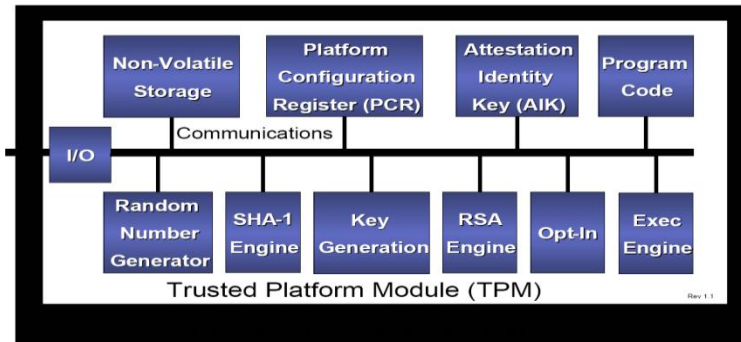 Non-Volatile
Storage
Platform
Configuration
Register (PCR)
Attestation
Identity
Key (AIK)
Program
Code
Communications
I/O
Random
Number
Generator
SHA-1
Engine
Key
Generation
RSA
Engine
Opt-In
Exec
Engine
Trusted Platform Module (TPM)
Rev 1.1